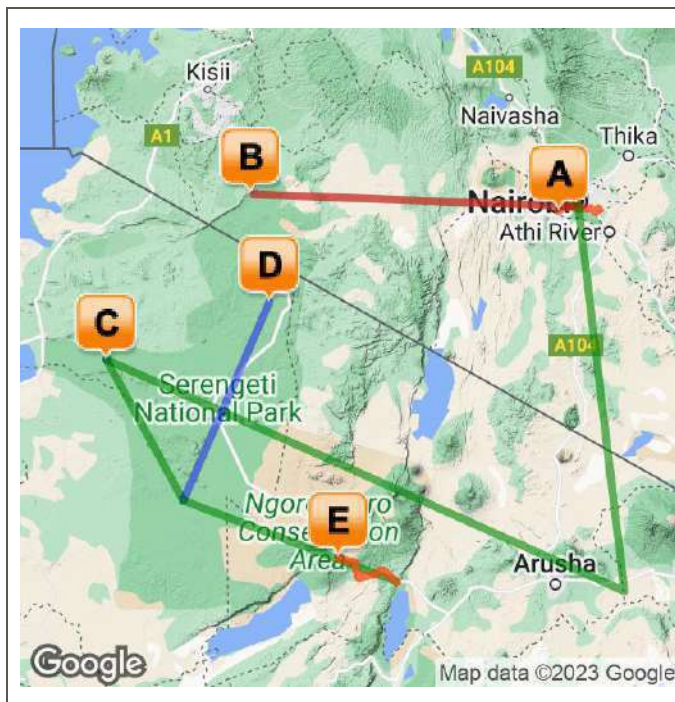 Kisii
A104
Naivasha
A1
Thika
B
A
Nairobi
Athi River
D
C
A104
Serengeti
National Park
E
Ngorongoro
Conservation
Area
Arusha
Google
Map data ©2023 Google